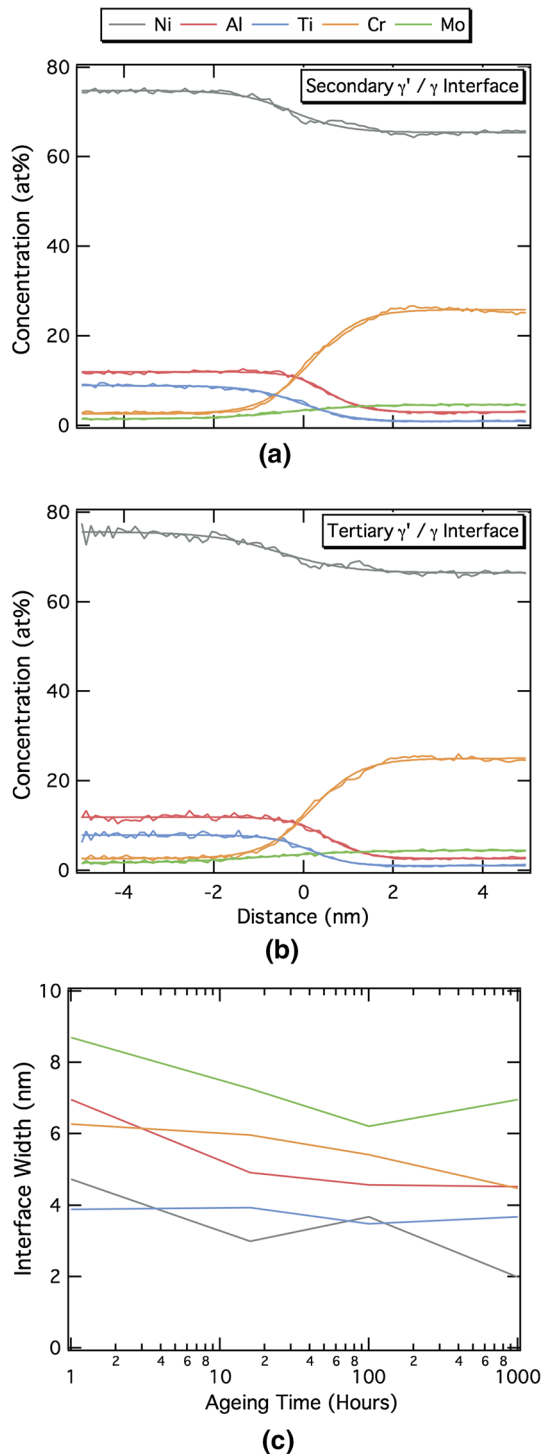 Ni Al Ti Cr Mo
Secondary γ' / γ Interface
Concentration (at%)
80
60
40
20
0
(a)
Tertiary γ' / γ Interface
Concentration (at%)
80
60
40
20
0
-4 -2 0 2 4
Distance (nm)
(b)
Interface Width (nm)
10
8
6
4
2
0
1 2 4 6 8 10 2 4 6 8 100 2 4 6 8 1000
Ageing Time (Hours)
(c)